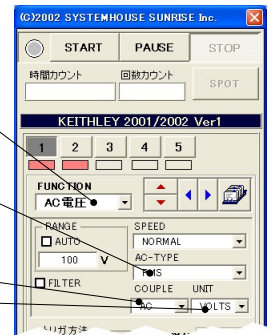 (C)2002 SYSTEMHOUSE SUNRISE Inc.
START PAUSE STOP
時間カウント 回数カウント SPOT
KEITHLEY 2001/2002 Ver1
1 2 3 4 5
FUNCTION
AC電圧
RANGE SPEED
AUTO NORMAL
100 V AC-TYPE
RMS
FILTER COUPLE UNIT
AC VOLTS